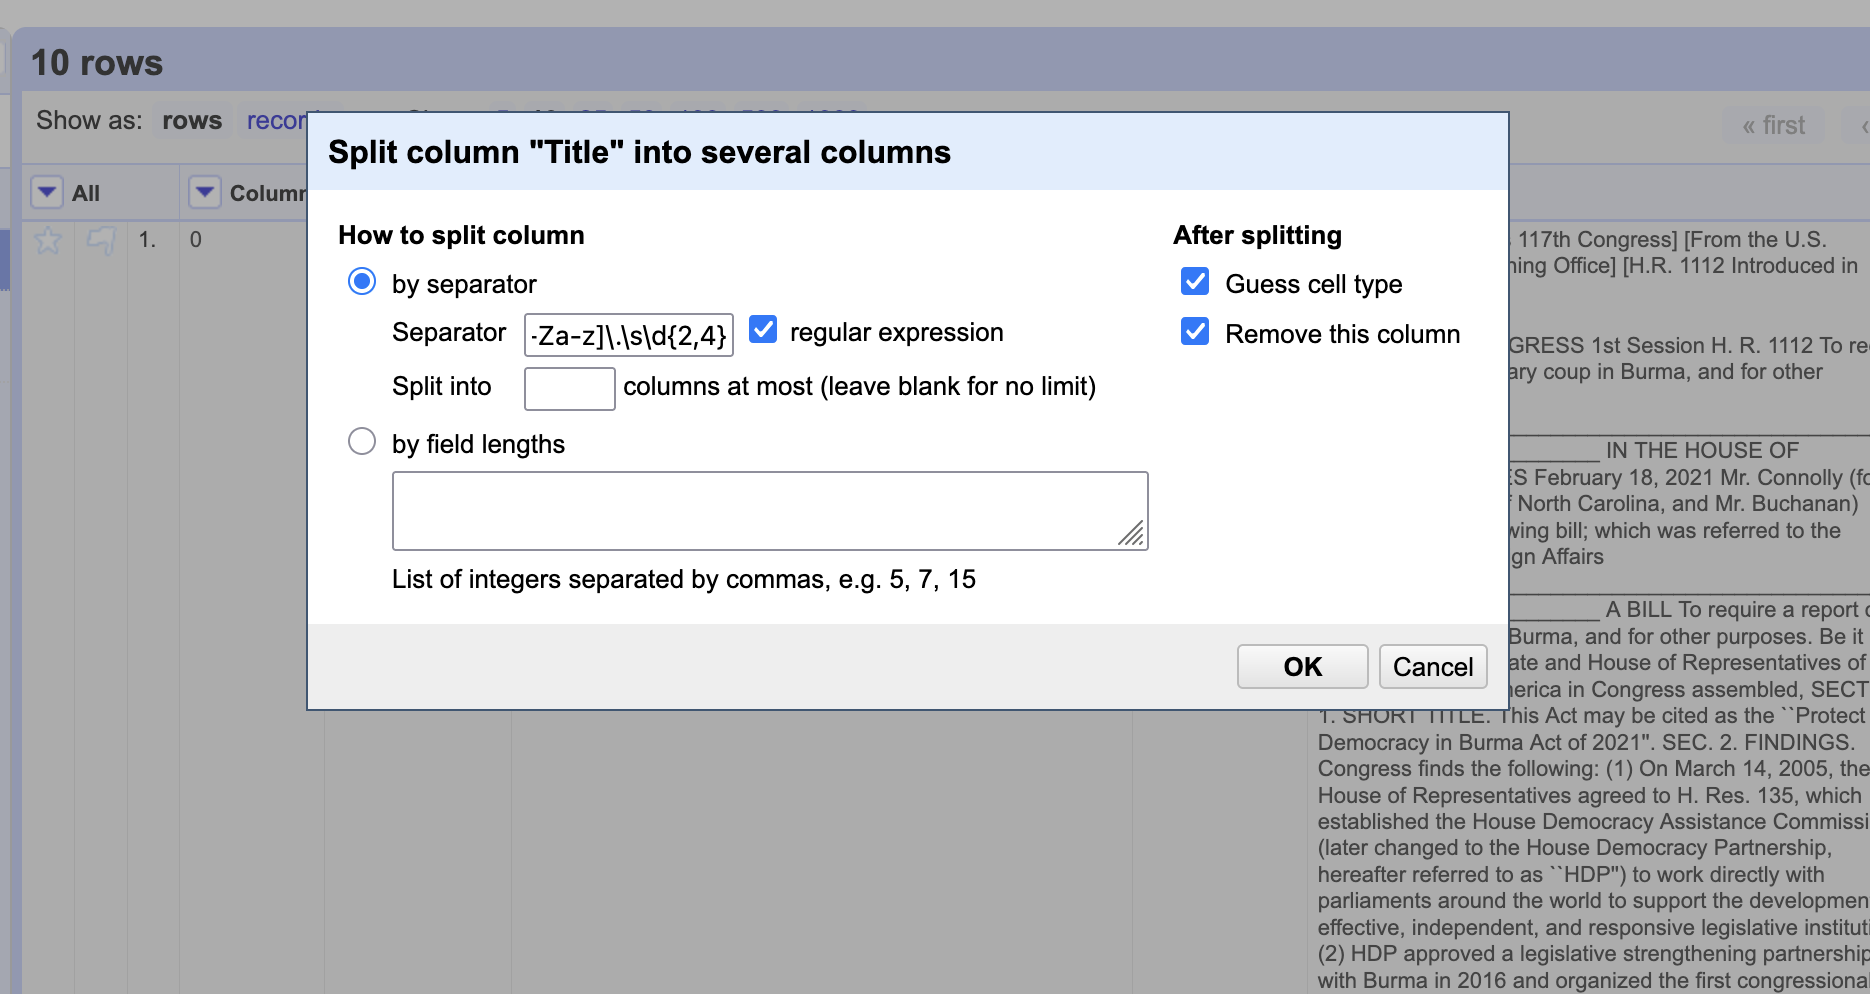 10 rows
Show as: rows recor
« first
All
Column
Split column "Title" into several columns
How to split column
by separator
Separator -Za-z]\.\s\d{2,4} regular expression
Split into columns at most (leave blank for no limit)
by field lengths
List of integers separated by commas, e.g. 5, 7, 15
After splitting
Guess cell type
Remove this column
OK Cancel
1. 0
117th Congress] [From the U.S.
ning Office] [H.R. 1112 Introduced in
GRESS 1st Session H. R. 1112 To re
ary coup in Burma, and for other
IN THE HOUSE OF
ES February 18, 2021 Mr. Connolly (fo
North Carolina, and Mr. Buchanan)
wing bill; which was referred to the
gn Affairs
A BILL To require a report o
Burma, and for other purposes. Be it
ate and House of Representatives of
nerica in Congress assembled, SECT
1. SHORT TITLE. This Act may be cited as the ``Protect
Democracy in Burma Act of 2021". SEC. 2. FINDINGS.
Congress finds the following: (1) On March 14, 2005, the
House of Representatives agreed to H. Res. 135, which
established the House Democracy Assistance Commissi
(later changed to the House Democracy Partnership,
hereafter referred to as ``HDP") to work directly with
parliaments around the world to support the developmen
effective, independent, and responsive legislative instituti
(2) HDP approved a legislative strengthening partnership
with Burma in 2016 and organized the first congressional